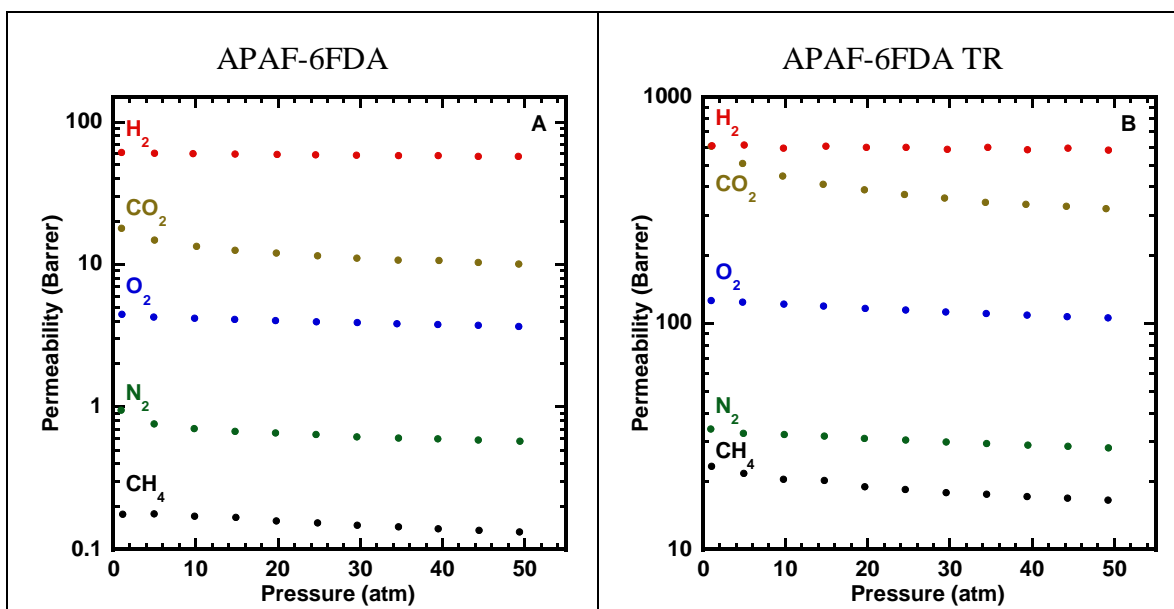 APAF-6FDA
A
100
10
1
0.1
H2
CO2
O2
N2
CH4
Permeability (Barrer)
0 10 20 30 40 50
Pressure (atm)
APAF-6FDA TR
B
1000
100
10
H2
CO2
O2
N2
CH4
Permeability (Barrer)
0 10 20 30 40 50
Pressure (atm)